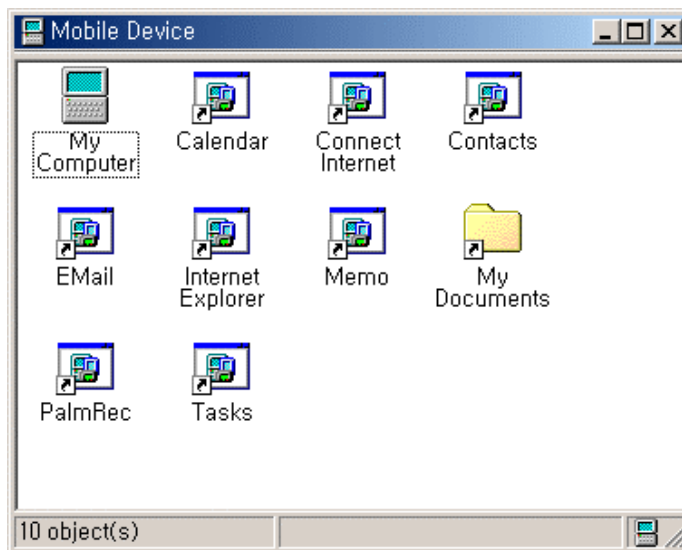 Mobile Device
My
Computer
Calendar
Connect
Internet
Contacts
EMail
Internet
Explorer
Memo
My
Documents
PalmRec
Tasks
10 object(s)